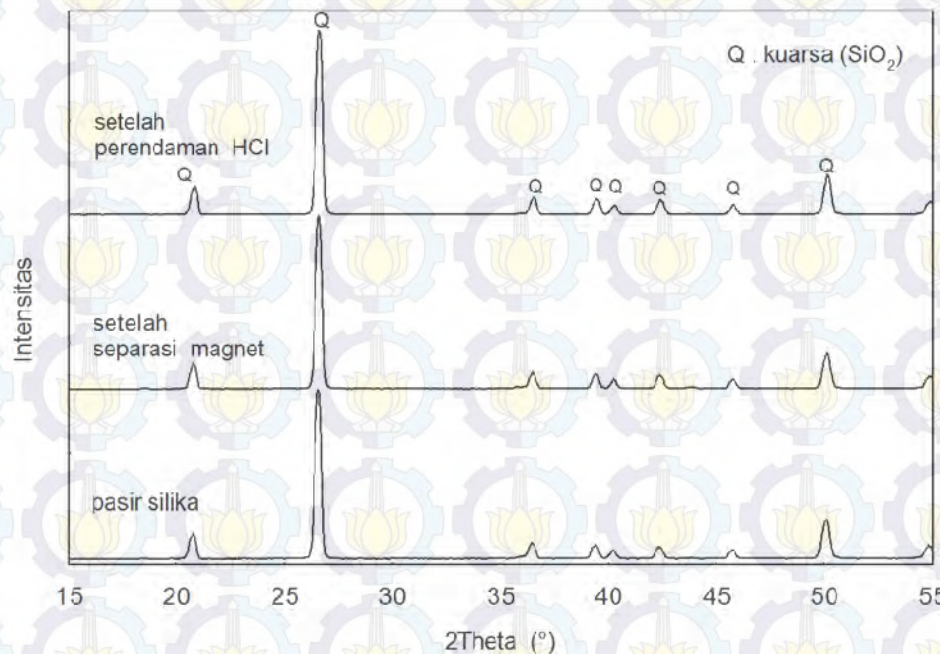 Q
Q : kuarsa (SiO₂)
setelah
perendaman HCl
Q
Q Q Q Q Q Q
setelah
separasi magnet
pasir silika
Intensitas
15 20 25 30 35 40 45 50 55
2Theta (°)